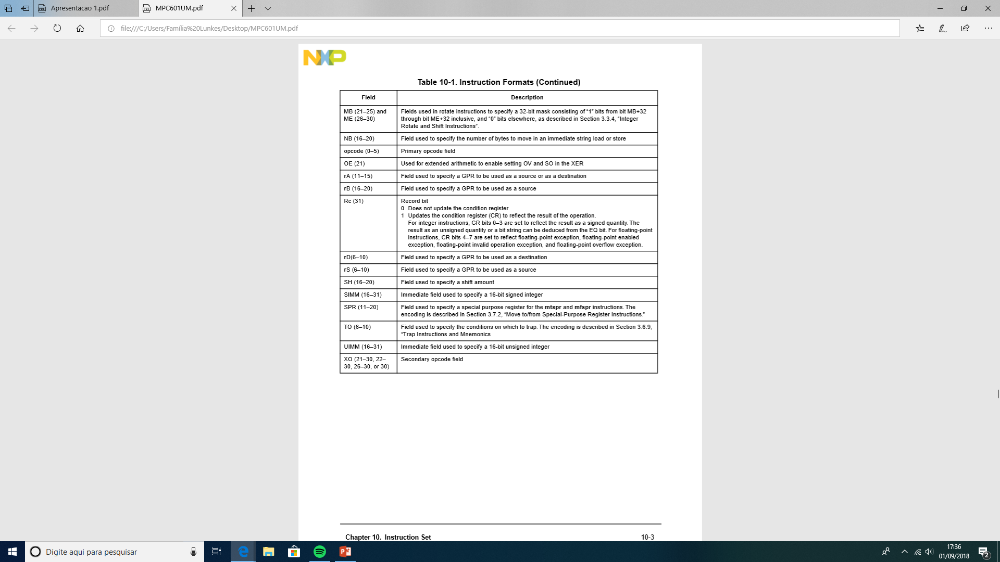 Apresentacao 1.pdf
MPC601UM.pdf
file:///C:/Users/Família%20Lunkes/Desktop/MPC601UM.pdf
NXP
Table 10-1. Instruction Formats (Continued)
Field Description
MB (21–25) and
ME (26–30)
Fields used in rotate instructions to specify a 32-bit mask consisting of “1” bits from bit MB+32
through bit ME+32 inclusive, and “0” bits elsewhere, as described in Section 3.3.4, “Integer
Rotate and Shift Instructions”.
NB (16–20) Field used to specify the number of bytes to move in an immediate string load or store
opcode (0–5) Primary opcode field
OE (21) Used for extended arithmetic to enable setting OV and SO in the XER
rA (11–15) Field used to specify a GPR to be used as a source or as a destination
rB (16–20) Field used to specify a GPR to be used as a source
Rc (31) Record bit
0 Does not update the condition register
1 Updates the condition register (CR) to reflect the result of the operation.
For integer instructions, CR bits 0–3 are set to reflect the result as a signed quantity. The
result as an unsigned quantity or a bit string can be deduced from the EQ bit. For floating-point
instructions, CR bits 4–7 are set to reflect floating-point exception, floating-point enabled
exception, floating-point invalid operation exception, and floating-point overflow exception.
rD(6–10) Field used to specify a GPR to be used as a destination
rS (6–10) Field used to specify a GPR to be used as a source
SH (16–20) Field used to specify a shift amount
SIMM (16–31) Immediate field used to specify a 16-bit signed integer
SPR (11–20) Field used to specify a special purpose register for the mtspr and mfspr instructions. The
encoding is described in Section 3.7.2, “Move to/from Special-Purpose Register Instructions.”
TO (6–10) Field used to specify the conditions on which to trap. The encoding is described in Section 3.6.9,
“Trap Instructions and Mnemonics
UIMM (16–31) Immediate field used to specify a 16-bit unsigned integer
XO (21–30, 22–
30, 26–30, or 30)
Secondary opcode field
Chapter 10. Instruction Set 10-3
Digite aqui para pesquisar
17:36
01/09/2018
2